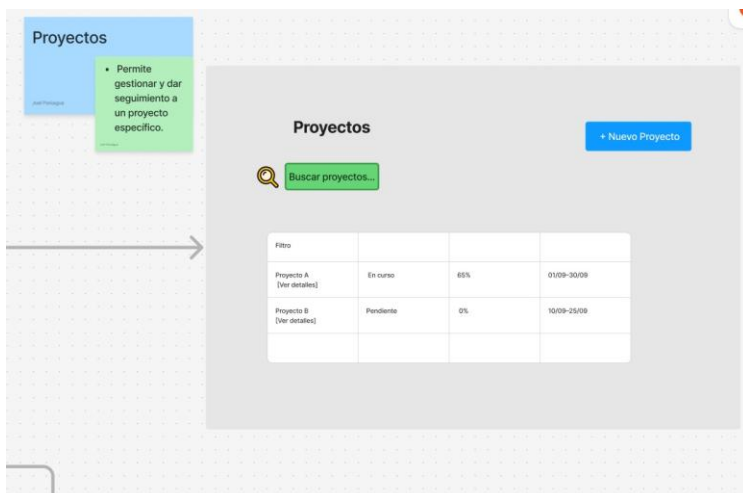 Proyectos
• Permite
gestionar y dar
seguimiento a
un proyecto
específico.
Proyectos
+ Nuevo Proyecto
Buscar proyectos...
Filtro
Proyecto A
[Ver detalles]
En curso
65%
01/09-30/09
Proyecto B
[Ver detalles]
Pendiente
0%
10/09-25/09